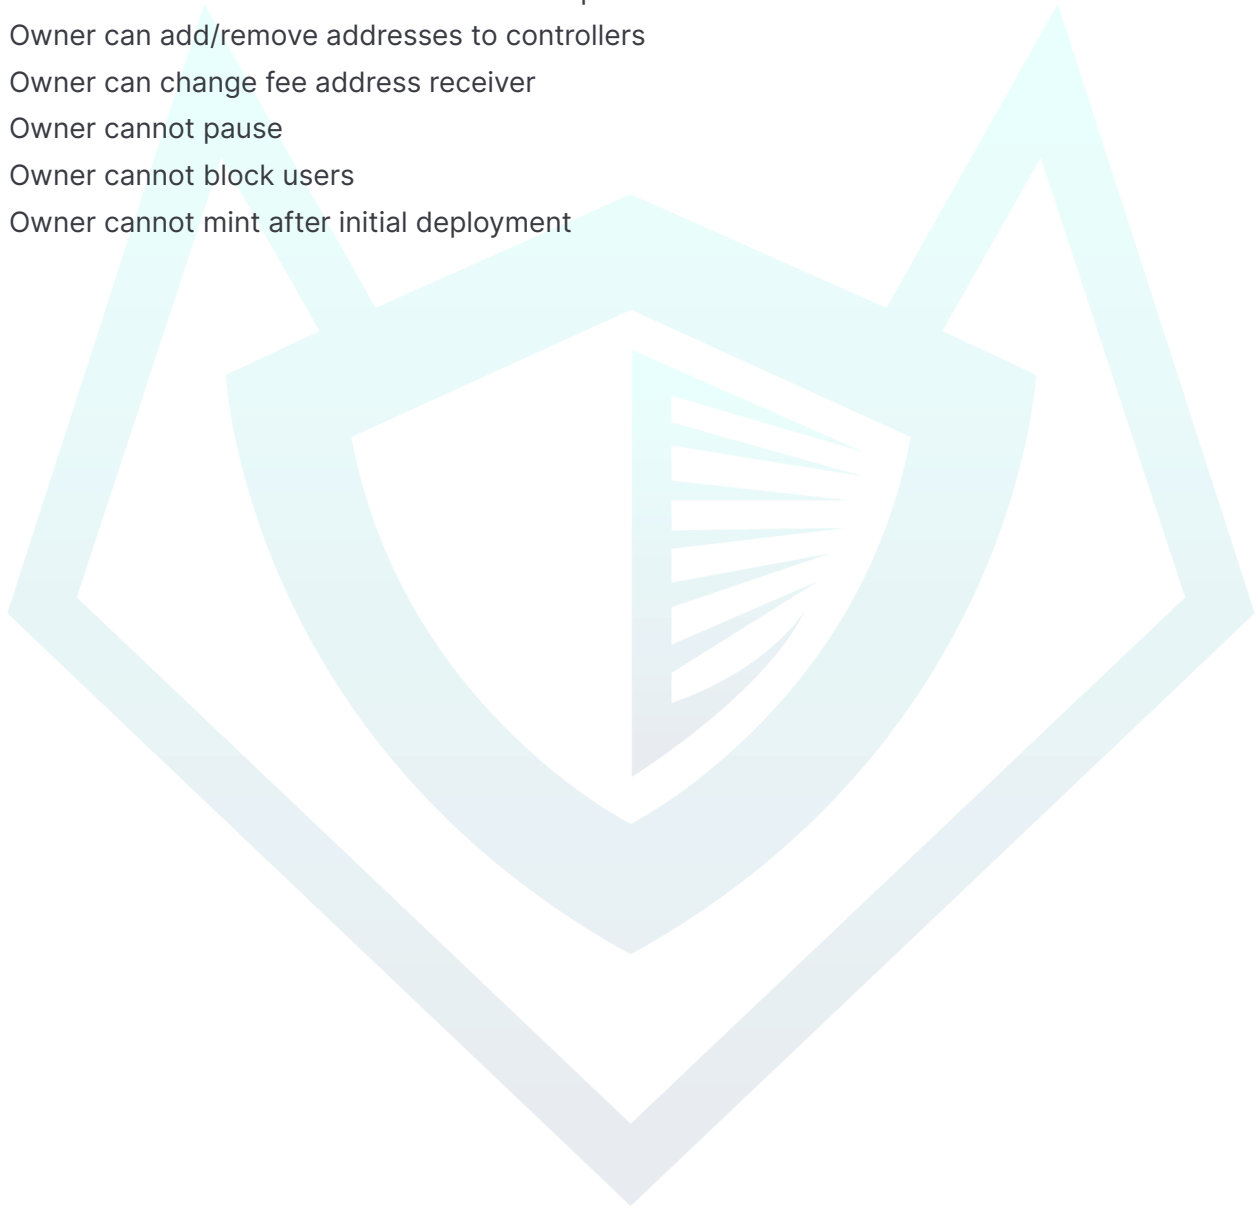 Owner can add/remove addresses to controllers
Owner can change fee address receiver
Owner cannot pause
Owner cannot block users
Owner cannot mint after initial deployment